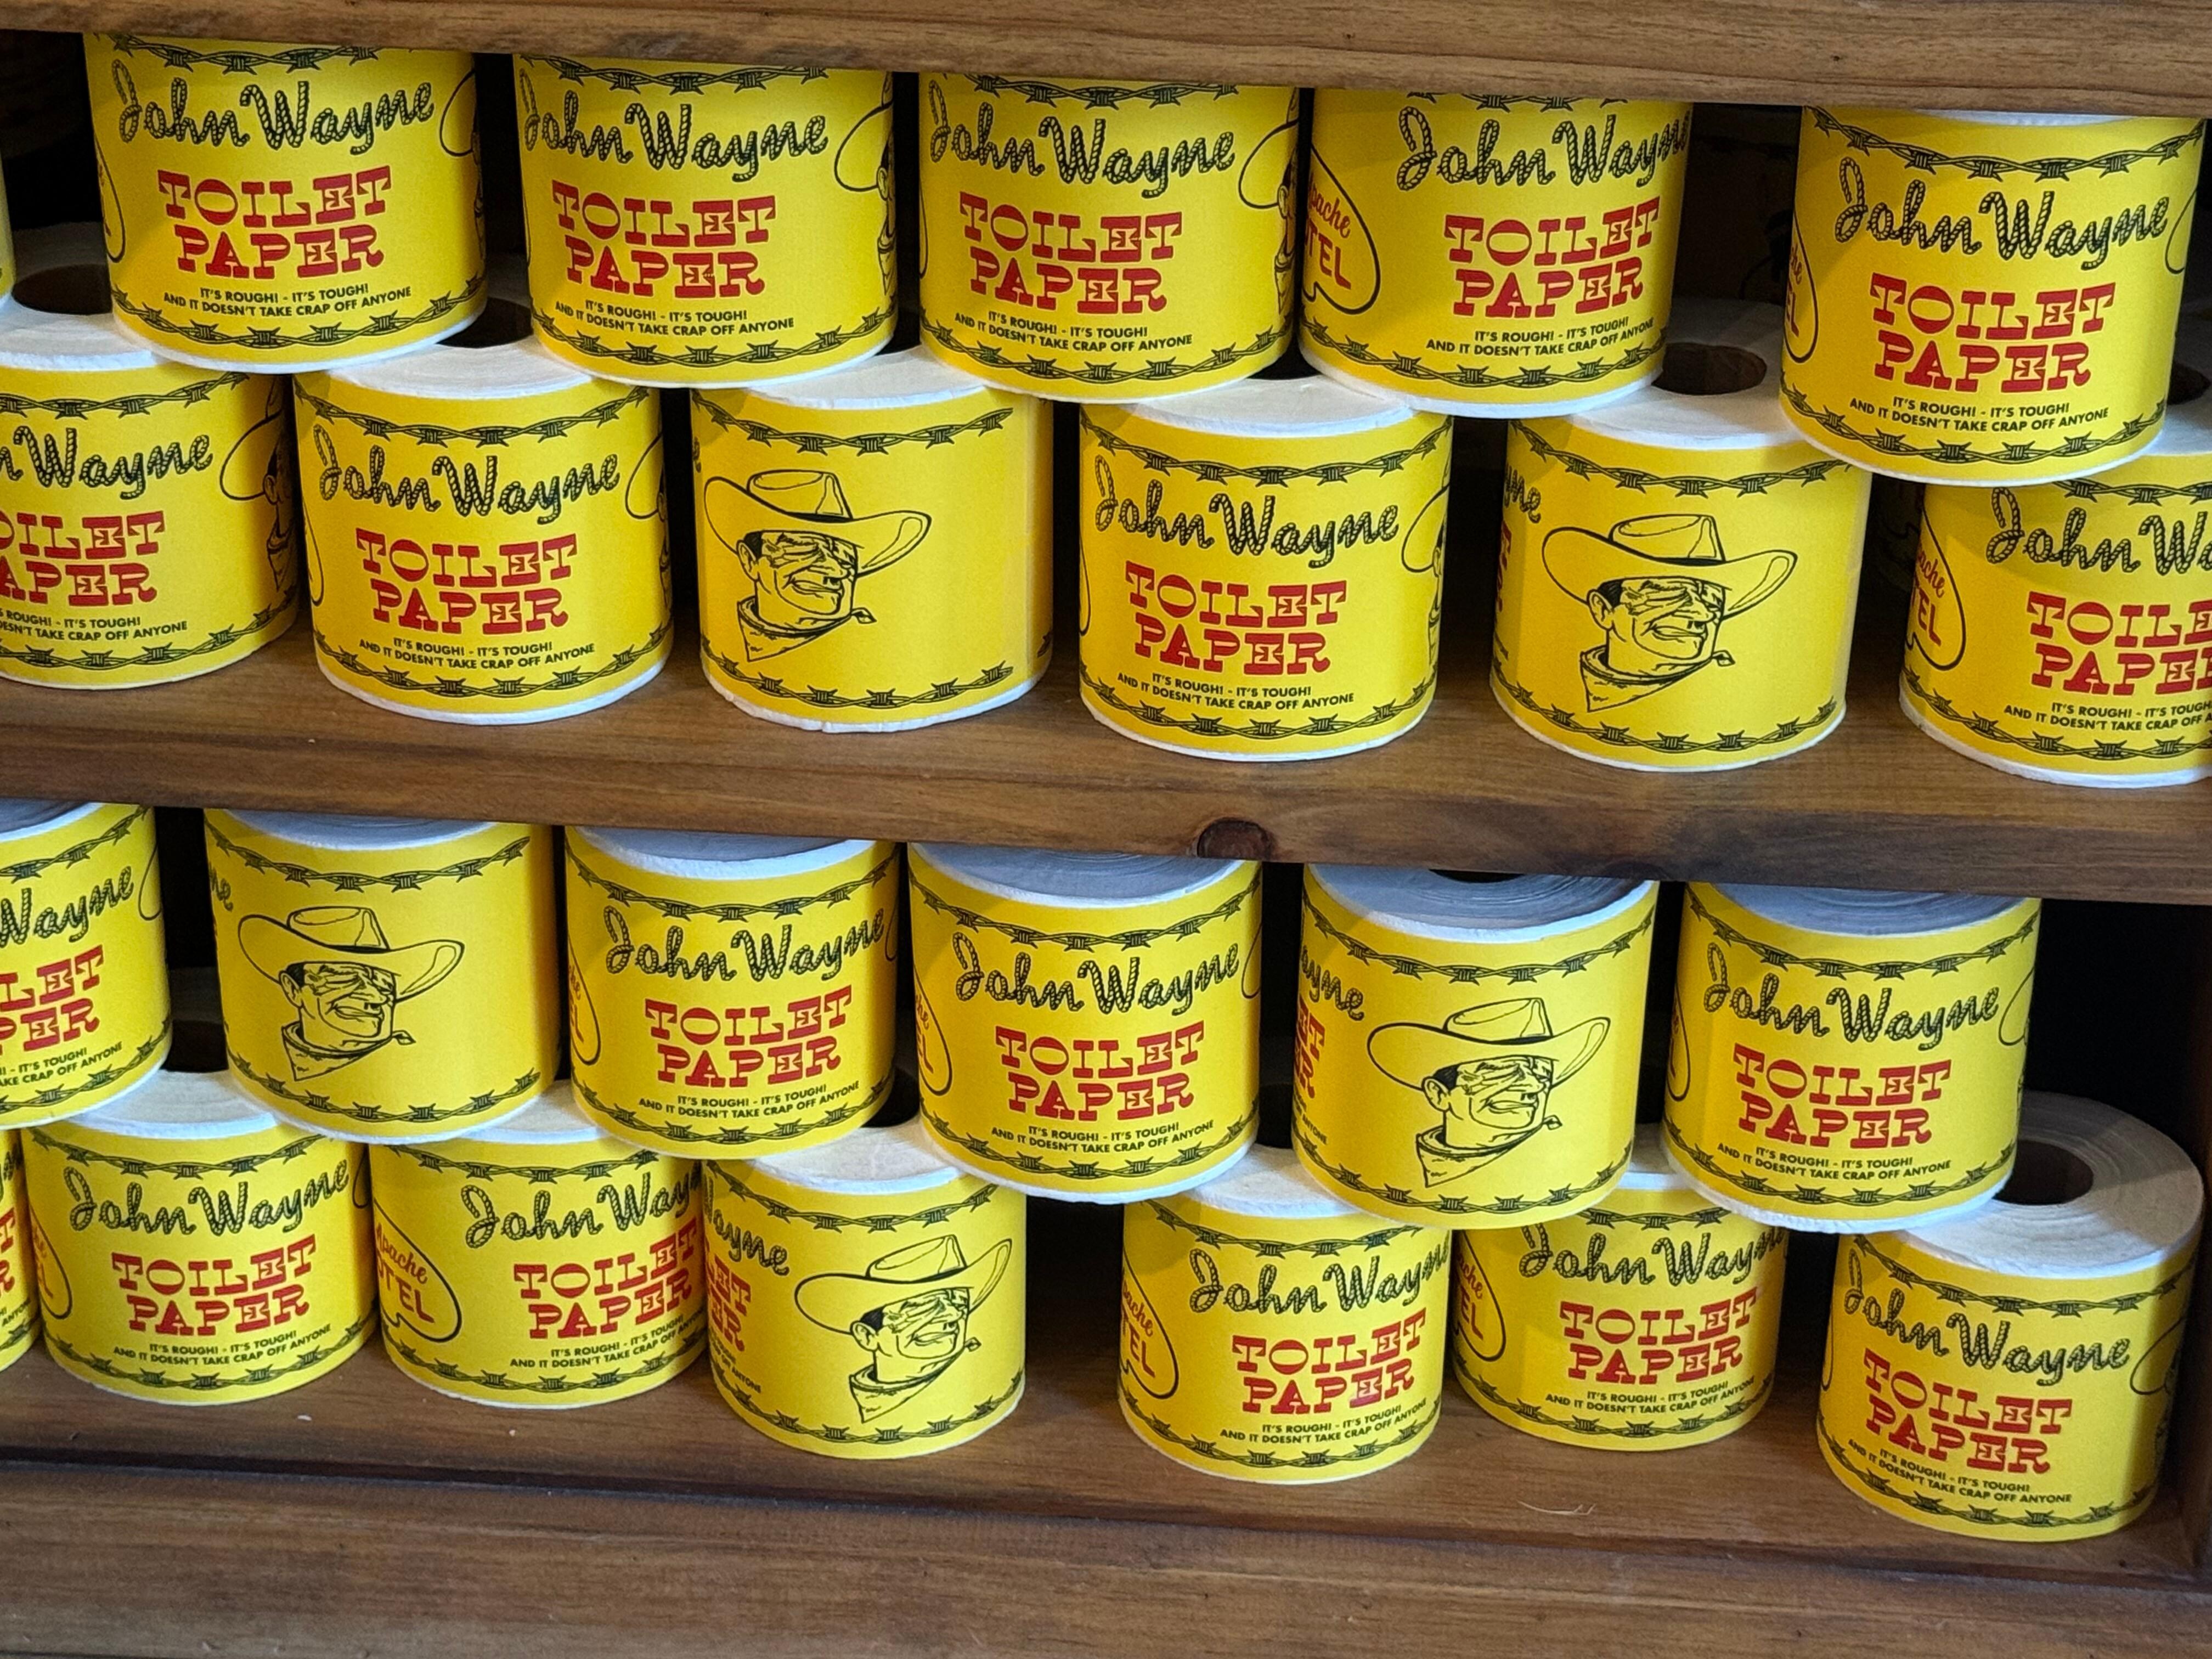 John Wayne
TOILET
PAPER
IT'S ROUGH! - IT'S TOUGH!
AND IT DOESN'T TAKE CRAP OFF ANYONE
John Wayne
TOILET
PAPER
IT'S ROUGH! - IT'S TOUGH!
AND IT DOESN'T TAKE CRAP OFF ANYONE
John Wayne
TOILET
PAPER
IT'S ROUGH! - IT'S TOUGH!
AND IT DOESN'T TAKE CRAP OFF ANYONE
John Wayne
TOILET
PAPER
IT'S ROUGH! - IT'S TOUGH!
AND IT DOESN'T TAKE CRAP OFF ANYONE
John Wayne
TOILET
PAPER
IT'S ROUGH! - IT'S TOUGH!
AND IT DOESN'T TAKE CRAP OFF ANYONE
Wayne
IT'S TOUGH!
TAKE CRAP OFF ANYONE
John Wayne
TOILET
PAPER
IT'S ROUGH! - IT'S TOUGH!
AND IT DOESN'T TAKE CRAP OFF ANYONE
John Wayne
TOILET
PAPER
IT'S ROUGH! - IT'S TOUGH!
AND IT DOESN'T TAKE CRAP OFF ANYONE
John
IT'S ROUGH! - IT'S
AND IT DOESN'T TAKE CRAP OFF
Wayne
IT'S TOUGH!
CRAP OFF ANYONE
John Wayne
TOILET
PAPER
IT'S ROUGH! - IT'S TOUGH!
AND IT DOESN'T TAKE CRAP OFF ANYONE
John Wayne
TOILET
PAPER
IT'S ROUGH! - IT'S TOUGH!
AND IT DOESN'T TAKE CRAP OFF ANYONE
John Wayne
TOILET
PAPER
IT'S ROUGH! - IT'S TOUGH!
AND IT DOESN'T TAKE CRAP OFF ANYONE
John Wayne
TOILET
PAPER
IT'S ROUGH! - IT'S TOUGH!
AND IT DOESN'T TAKE CRAP OFF ANYONE
Apache
John
TOILET
PAPER
IT'S ROUGH! - IT'S TOUGH!
AND IT DOESN'T TAKE CRAP OFF
Wayne
ANYONE
John
TOILET
PAPER
IT'S ROUGH! - IT'S TOUGH!
AND IT DOESN'T TAKE CRAP OFF ANYONE
John
TOILET
PAPER
IT'S ROUGH! - IT'S TOUGH!
AND IT DOESN'T TAKE CRAP OFF ANYONE
John Wayne
TOILET
PAPER
IT'S ROUGH! - IT'S TOUGH!
AND IT DOESN'T TAKE CRAP OFF ANYONE